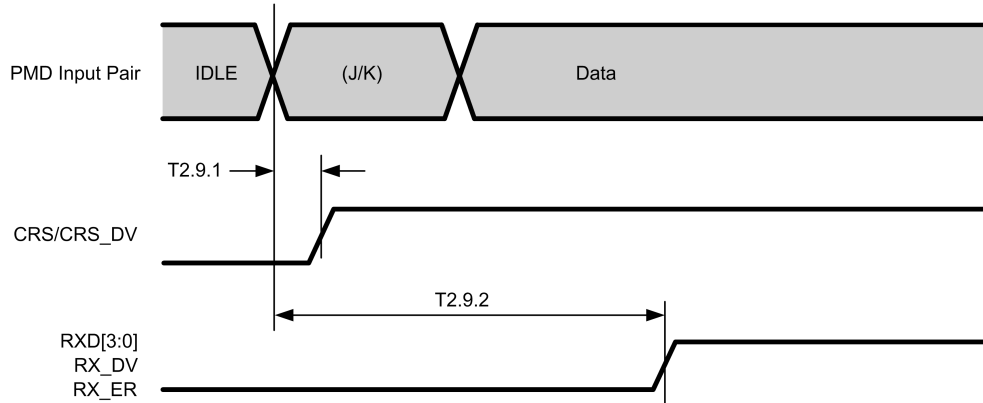 PMD Input Pair
IDLE
(J/K)
Data
T2.9.1
CRS/CRS_DV
T2.9.2
RXD[3:0]
RX_DV
RX_ER